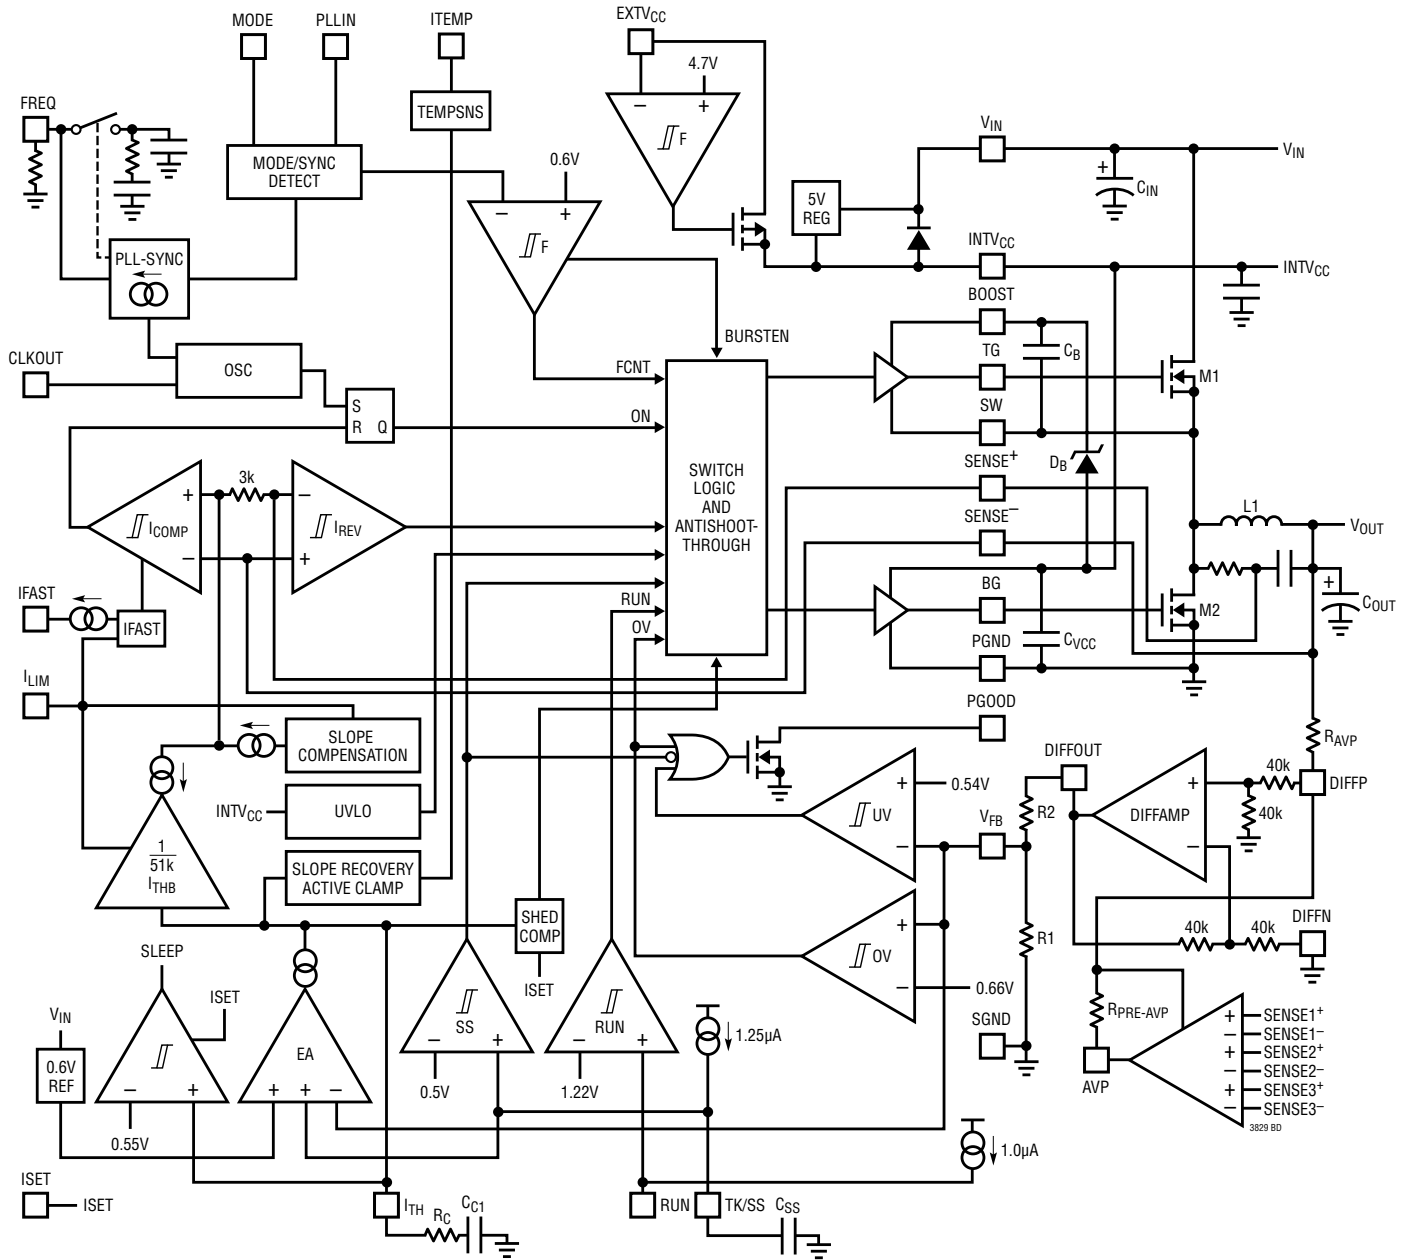 MODE
PLLIN
ITEMP
EXTVCC
4.7V
FREQ
TEMPSNS
– +
F
VIN
VIN
+
CIN
MODE/SYNC
DETECT
0.6V
– +
F
5V
REG
INTVCC
INTVCC
PLL-SYNC
BOOST
BURSTEN
CLKOUT
OSC
FCNT
TG
CB
M1
S
R Q
ON
SW
SENSE+
DB
3k
+
–
ICOMP
–
+
IREV
SWITCH
LOGIC
AND
ANTISHOOT-
THROUGH
SENSE–
L1
VOUT
IFAST
IFAST
RUN
OV
BG
M2
+
COUT
PGND
CVCC
ILIM
PGOOD
SLOPE
COMPENSATION
RAVP
DIFFOUT
40k
DIFFP
+
0.54V
INTVCC
UVLO
UV
VFB
R2
DIFFAMP
+
–
40k
–
1
51k
ITHB
SLOPE RECOVERY
ACTIVE CLAMP
SHED
COMP
+
OV
–
R1
40k
40k
DIFFN
SLEEP
ISET
0.66V
VIN
ISET
SS
RUN
1.25µA
SGND
RPRE-AVP
+ SENSE1+
– SENSE1–
+ SENSE2+
– SENSE2–
+ SENSE3+
– SENSE3–
0.6V
REF
– +
EA
+ + –
– +
– +
AVP
0.5V
1.22V
0.55V
3829 BD
1.0µA
ISET
ISET
ITH
RC
CC1
RUN
TK/SS
CSS